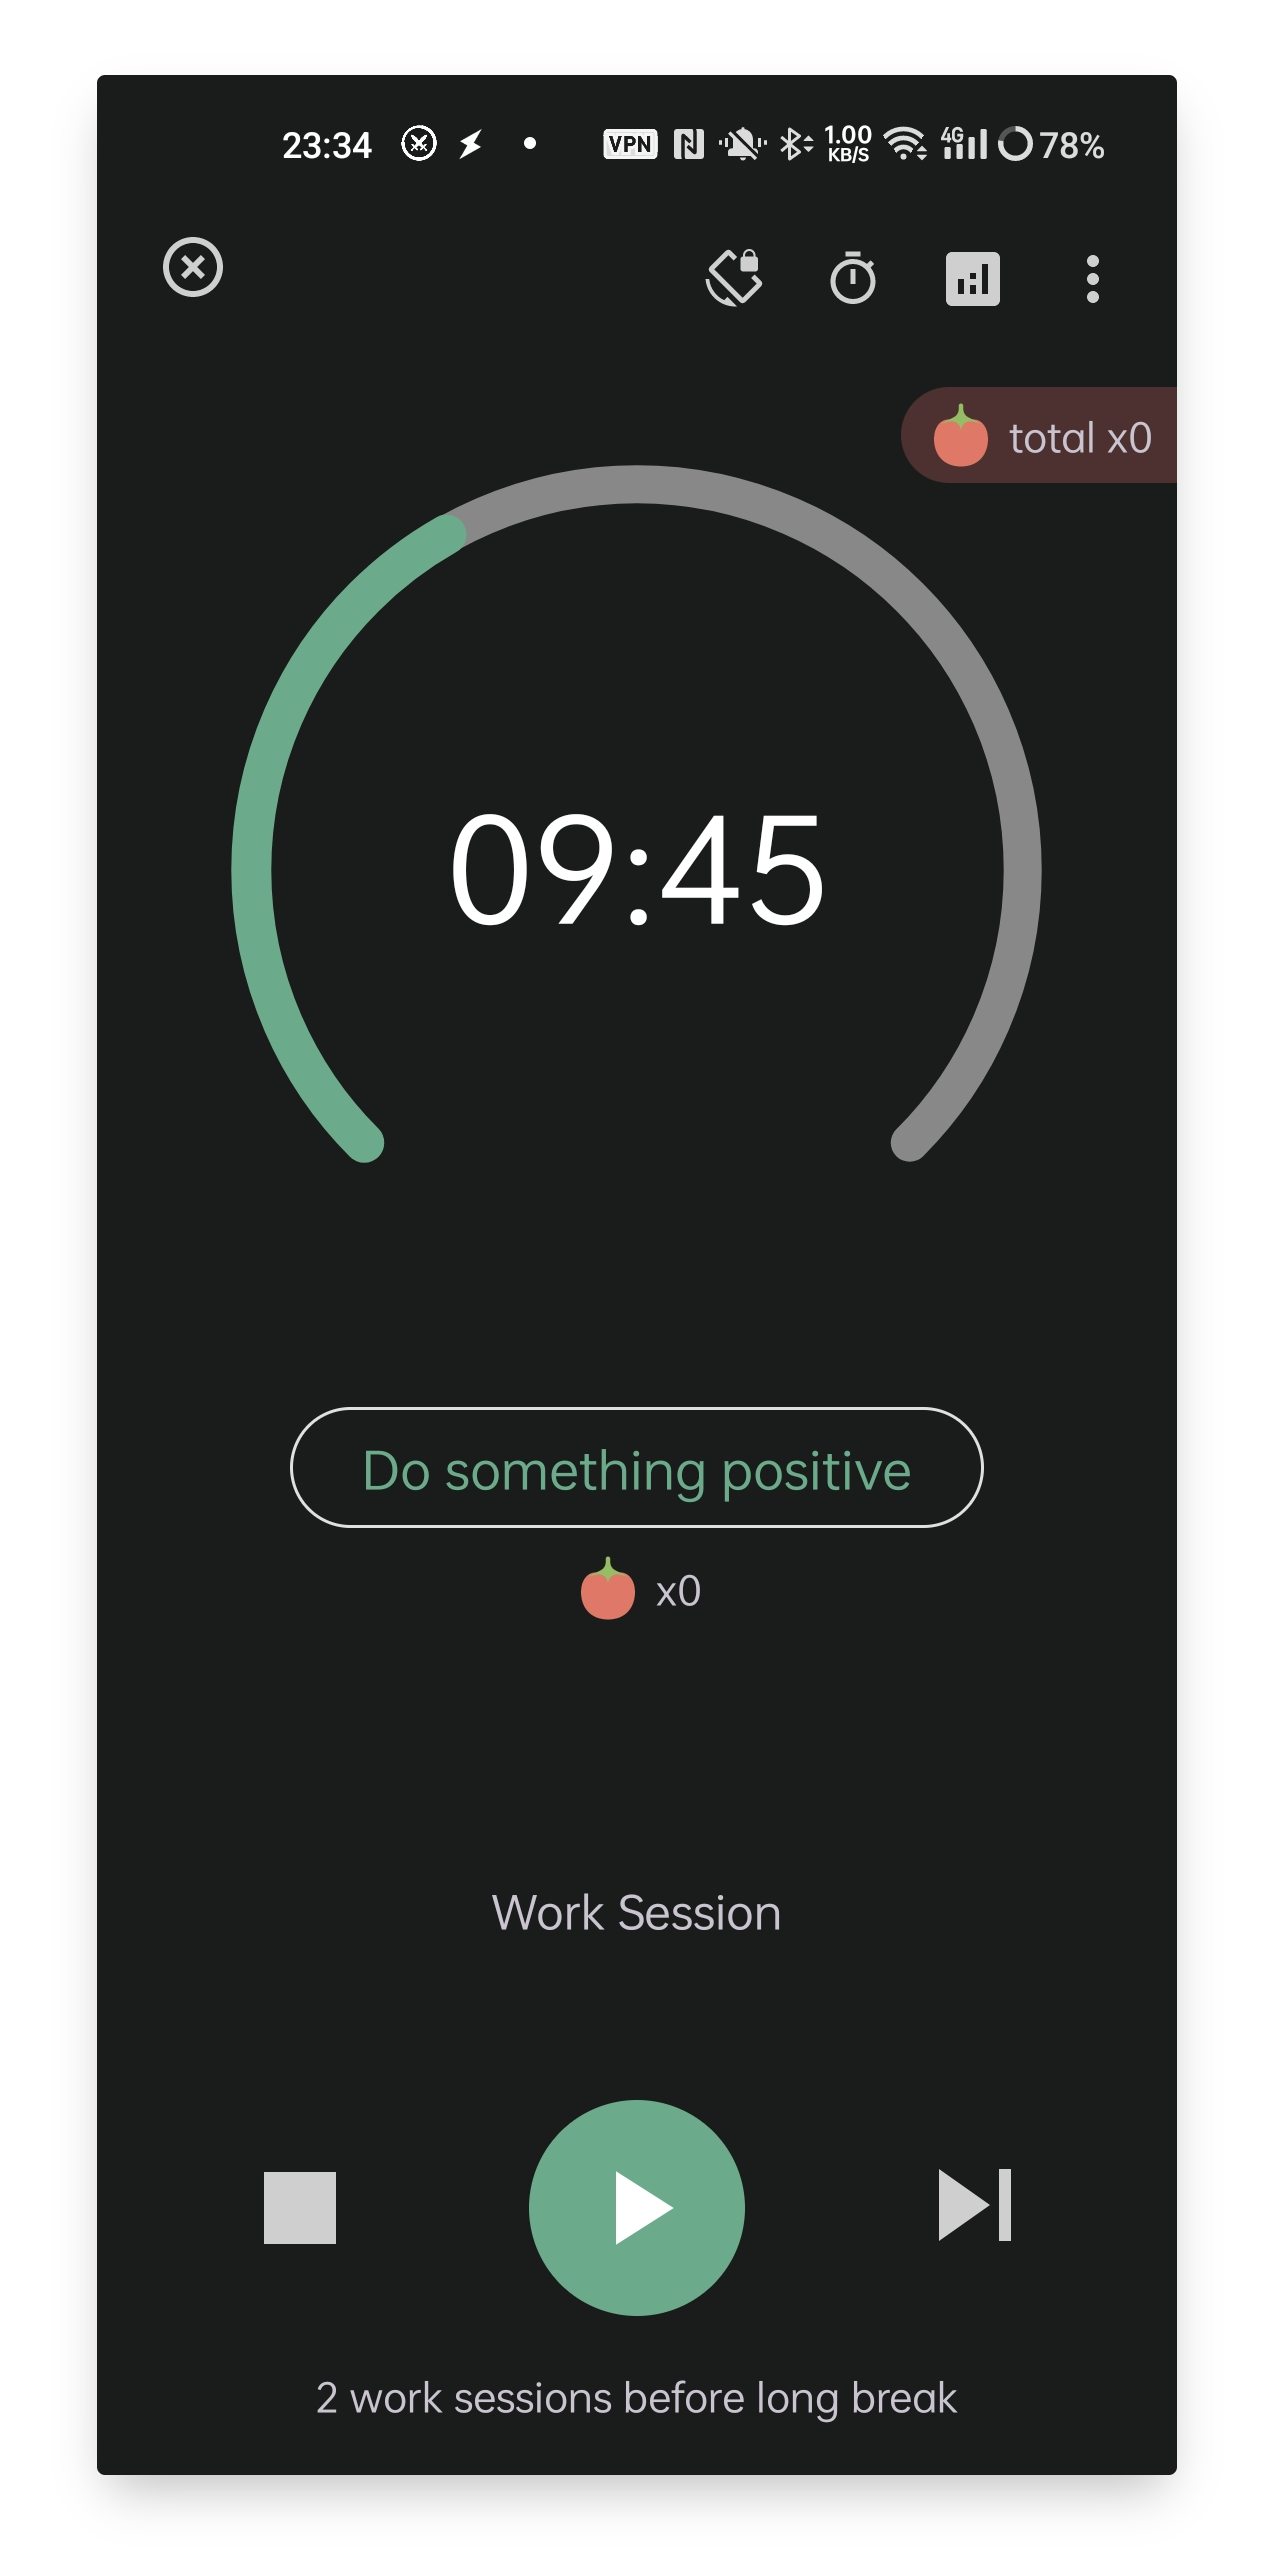 23:34 VPN 1.00 KB/S 4G 78%
total x0
09:45
Do something positive
x0
Work Session
2 work sessions before long break